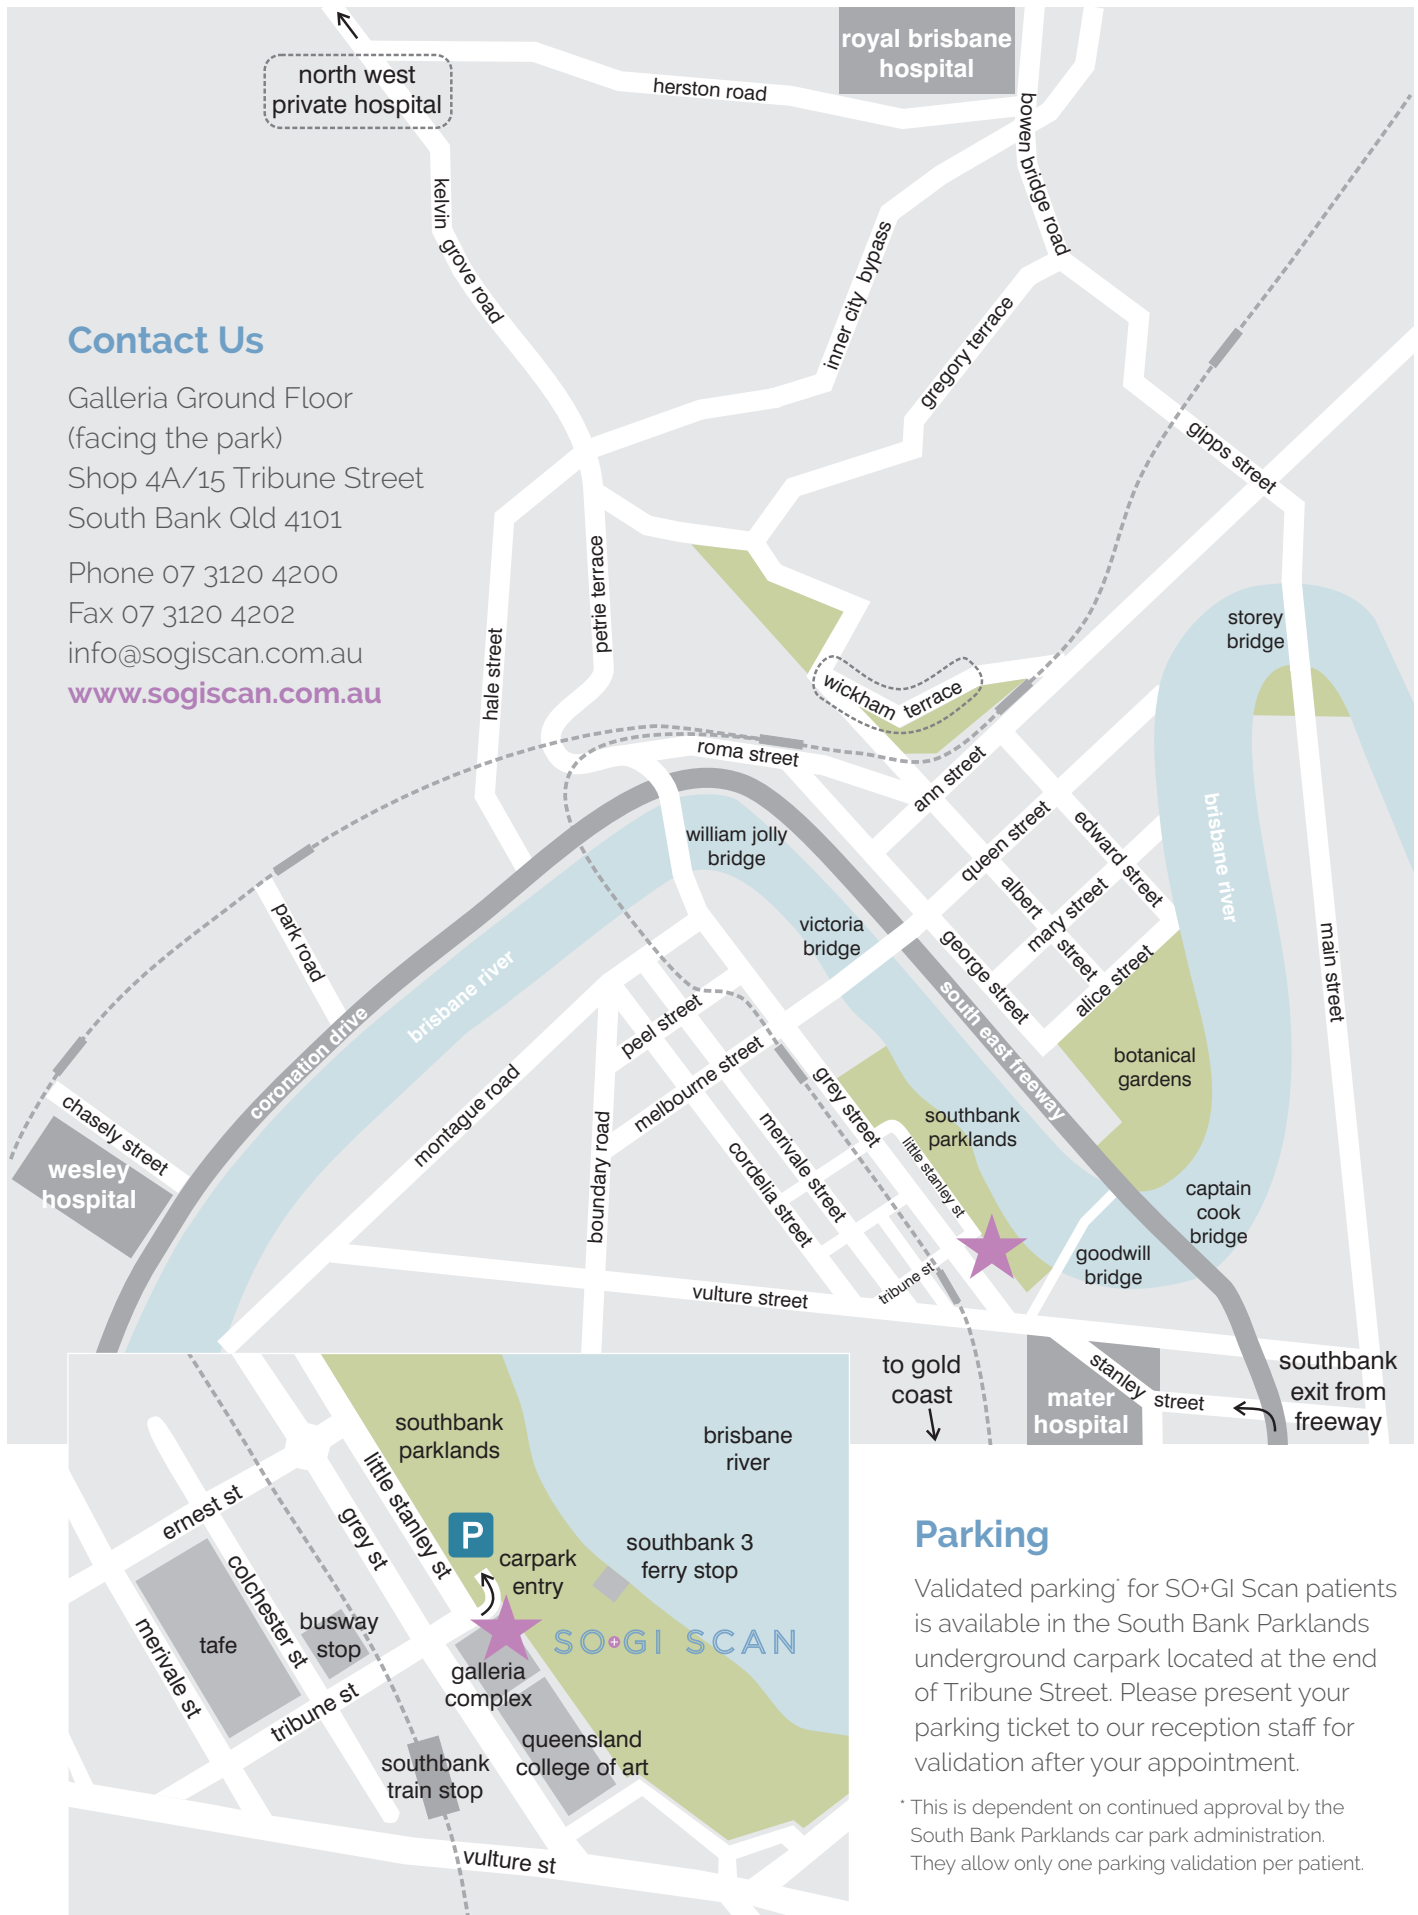 royal brisbane
hospital
north west
private hospital
herston road
bowen bridge road
kelvin grove road
inner city bypass
gregory terrace
gipps street
Contact Us
Galleria Ground Floor
(facing the park)
Shop 4A/15 Tribune Street
South Bank Qld 4101
Phone 07 3120 4200
Fax 07 3120 4202
info@sogiscan.com.au
www.sogiscan.com.au
petrie terrace
hale street
storey
bridge
wickham terrace
roma street
ann street
queen street
edward street
albert street
mary street
george street
alice street
brisbane river
main street
william jolly
bridge
victoria
bridge
park road
brisbane river
coronation drive
south east freeway
peel street
melbourne street
grey street
botanical
gardens
southbank
parklands
little stanley st
montague road
boundary road
merivale street
cordelia street
chasely street
wesley
hospital
captain
cook
bridge
goodwill
bridge
tribune st
vulture street
to gold
coast
stanley street
mater
hospital
southbank
exit from
freeway
southbank
parklands
brisbane
river
little stanley st
ernest st
grey st
P
carpark
entry
southbank 3
ferry stop
colchester st
busway
stop
tafe
merivale st
SO+GI SCAN
galleria
complex
tribune st
queensland
college of art
southbank
train stop
vulture st
Parking
Validated parking* for SO+GI Scan patients
is available in the South Bank Parklands
underground carpark located at the end
of Tribune Street. Please present your
parking ticket to our reception staff for
validation after your appointment.
* This is dependent on continued approval by the
South Bank Parklands car park administration.
They allow only one parking validation per patient.